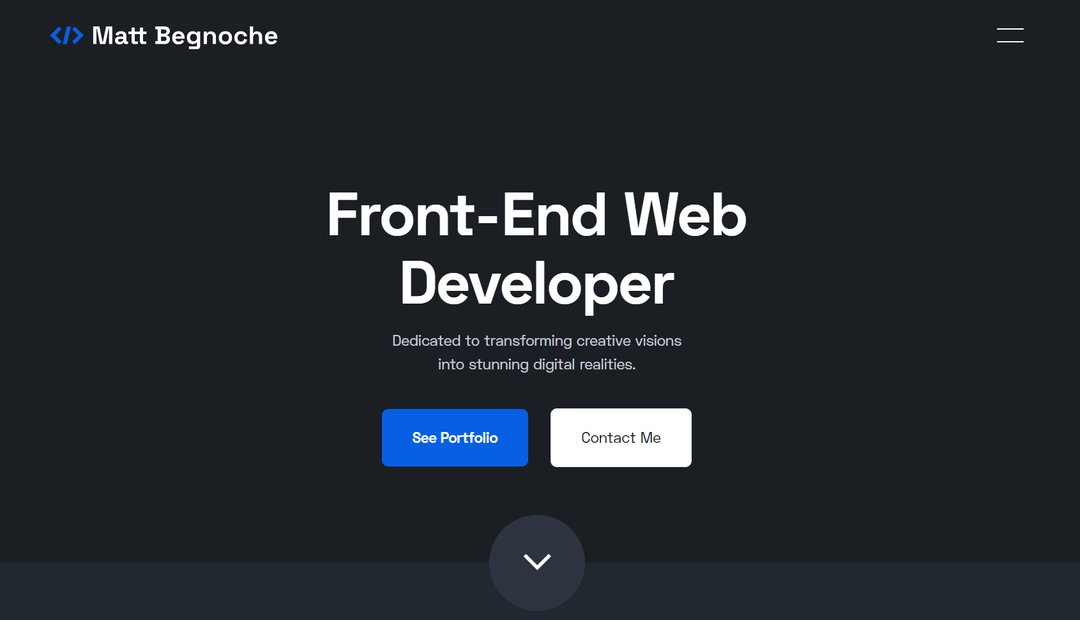 </> Matt Begnoche
Front-End Web
Developer
Dedicated to transforming creative visions
into stunning digital realities.
See Portfolio
Contact Me